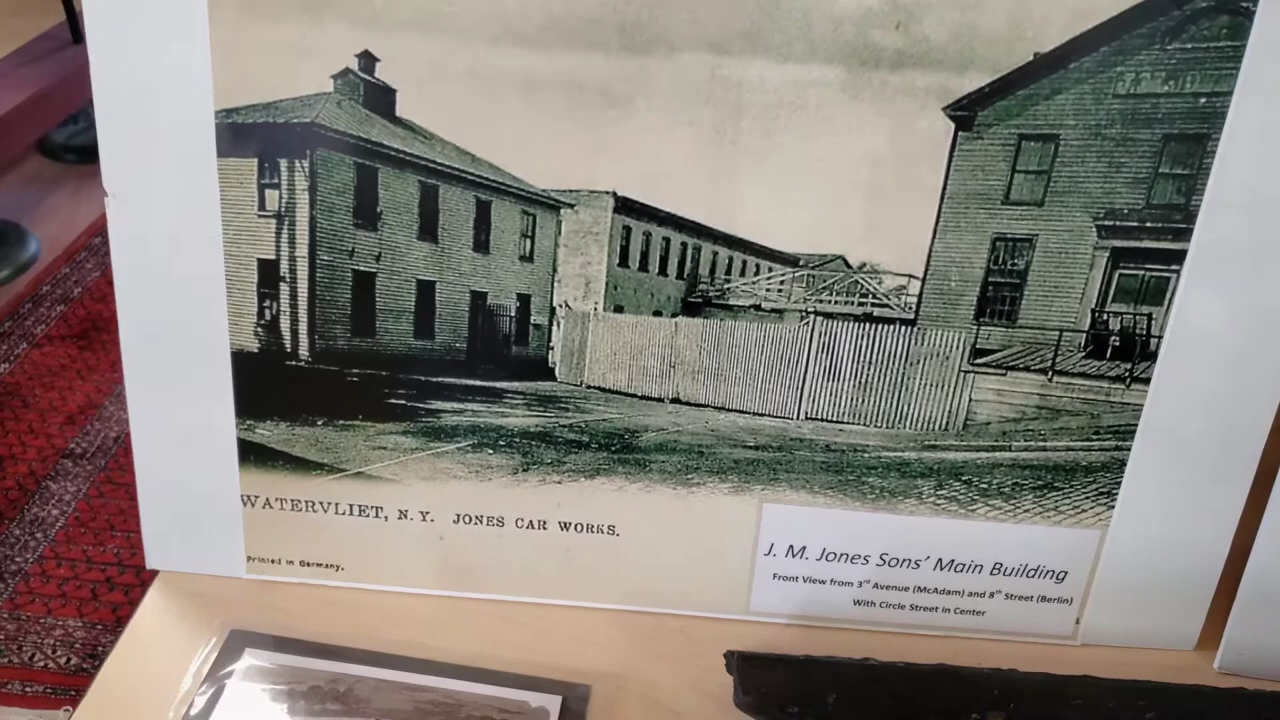 WATERVLIET, N.Y. JONES CAR WORKS.
Printed in Germany.
J. M. Jones Sons' Main Building
Front View from 3rd Avenue (McAdam) and 8th Street (Berlin)
With Circle Street in Center